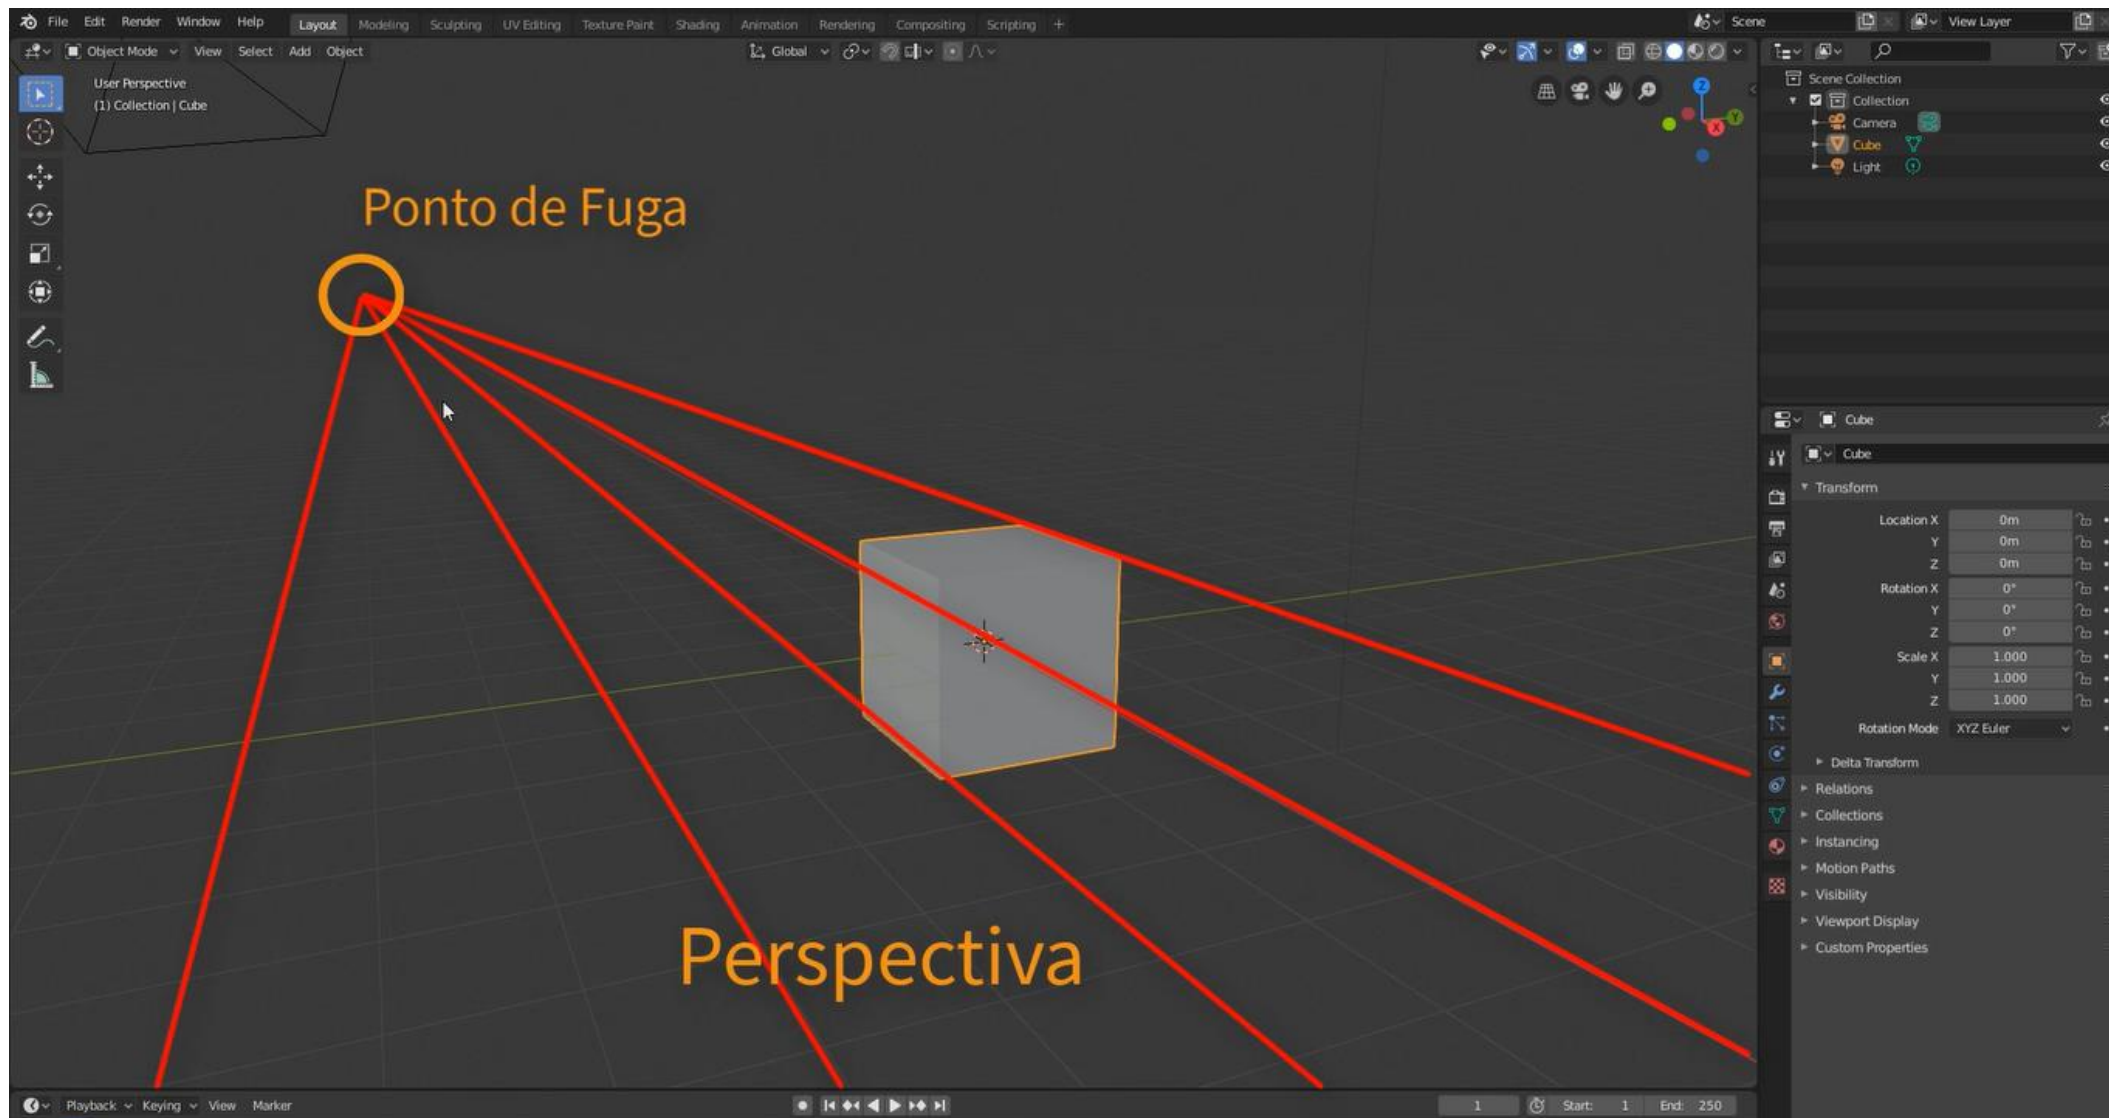 File Edit Render Window Help Layout Modeling Sculpting UV Editing Texture Paint Shading Animation Rendering Compositing Scripting + Scene View Layer
Object Mode View Select Add Object Global
User Perspective
(1) Collection | Cube
Z
Y
X
Scene Collection
Collection
Camera
Cube
Light
Ponto de Fuga
Perspectiva
Cube
Cube
Transform
Location X 0m
Y 0m
Z 0m
Rotation X 0°
Y 0°
Z 0°
Scale X 1.000
Y 1.000
Z 1.000
Rotation Mode XYZ Euler
Delta Transform
Relations
Collections
Instancing
Motion Paths
Visibility
Viewport Display
Custom Properties
Playback Keying View Marker 1 Start: 1 End: 250